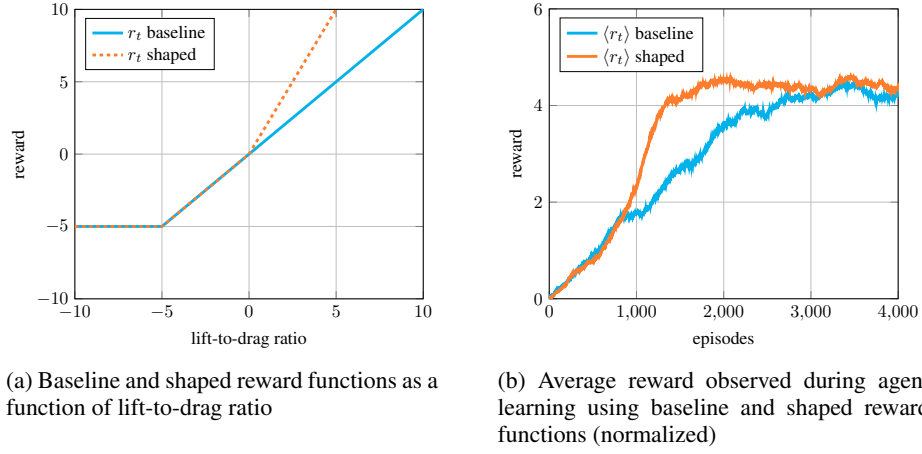 10
5
0
−5
−10
reward
r_t baseline
r_t shaped
−10
−5
0
5
10
lift-to-drag ratio
(a) Baseline and shaped reward functions as a
function of lift-to-drag ratio
6
4
2
0
reward
⟨r_t⟩ baseline
⟨r_t⟩ shaped
0
1,000
2,000
3,000
4,000
episodes
(b) Average reward observed during agen
learning using baseline and shaped reward
functions (normalized)